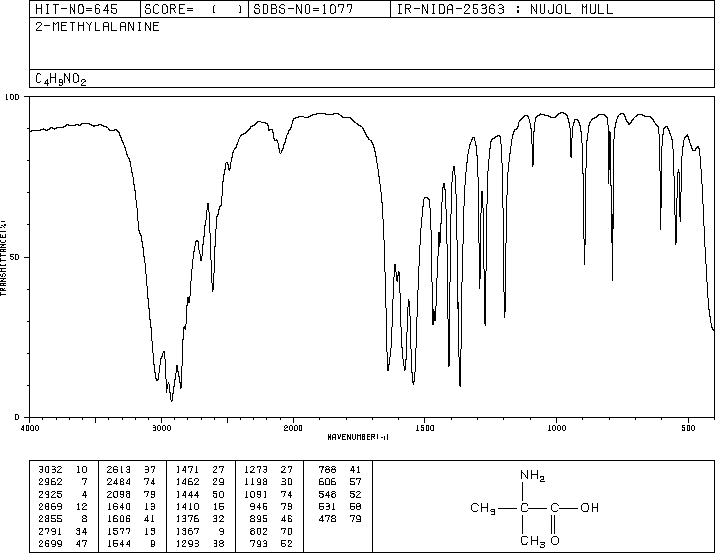 HIT-NO=645 SCORE= ( ) SDBS-NO=1077 IR-NIDA-25363 : NUJOL MULL
2-METHYLALANINE
C4H9NO2
100
50
0
TRANSMITTANCE(%)
4000 3000 2000 1500 1000 500
WAVENUMBER(-1)
3032 10 2613 37 1471 27 1273 27 788 41
2962 7 2484 74 1462 29 1198 30 606 57
2925 4 2098 79 1444 50 1091 74 548 52
2869 12 1640 13 1410 15 945 79 531 58
2855 8 1606 41 1376 32 895 46 478 79
2791 34 1577 13 1367 9 802 70
2699 47 1544 9 1293 38 793 52
NH2
CH3 C C OH
CH3 O